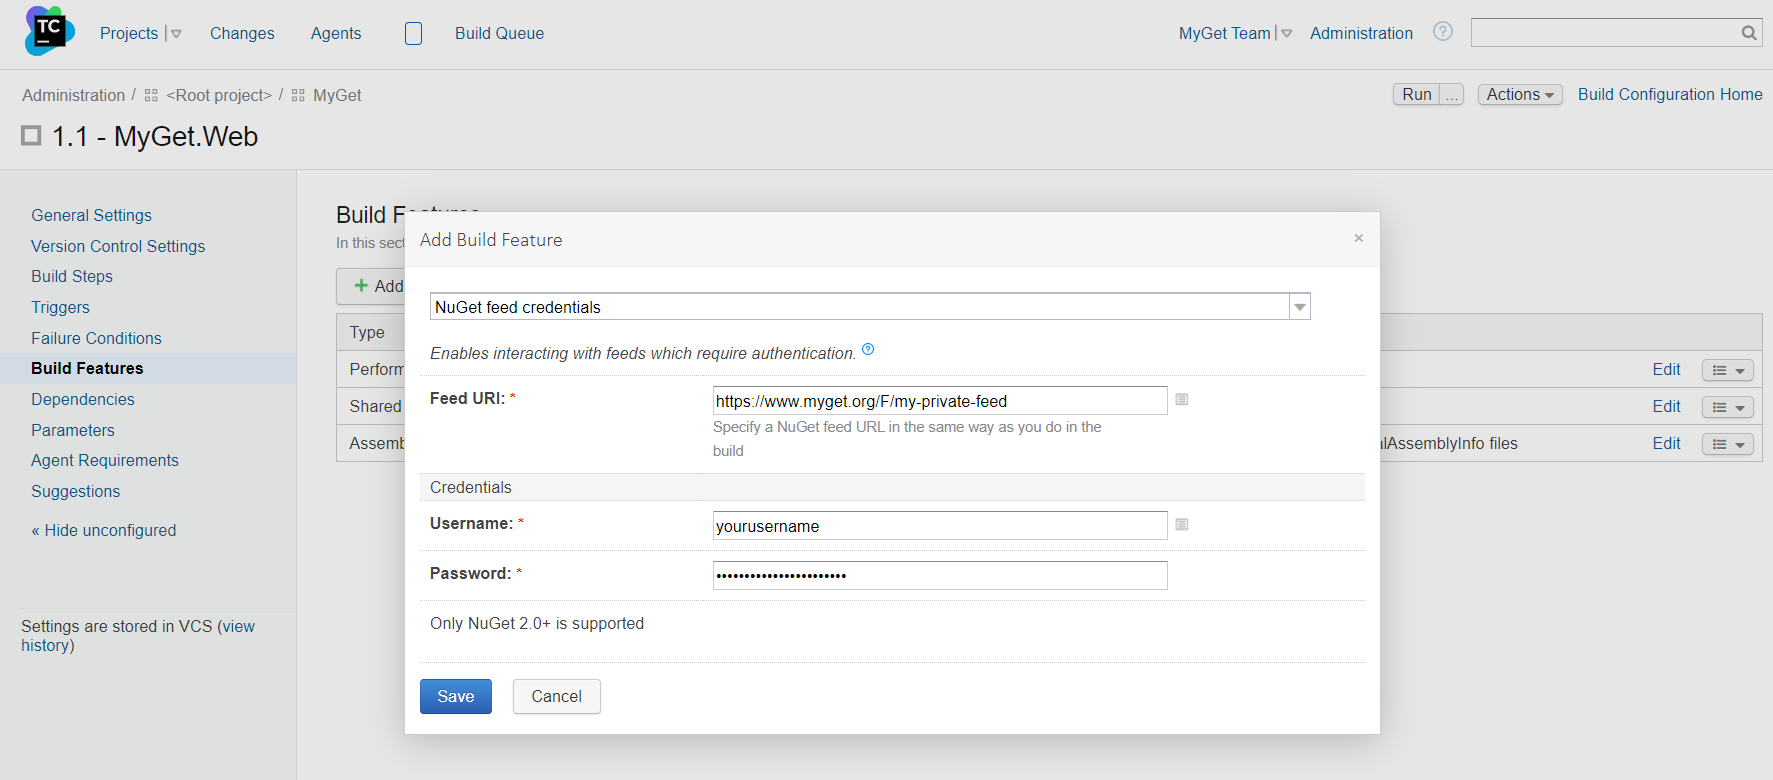 TC
Projects
Changes
Agents
Build Queue
MyGet Team
Administration
?
Administration / <Root project> / MyGet
Run ...
Actions
Build Configuration Home
1.1 - MyGet.Web
General Settings
Version Control Settings
Build Steps
Triggers
Failure Conditions
Build Features
Dependencies
Parameters
Agent Requirements
Suggestions
« Hide unconfigured
Settings are stored in VCS (view
history)
Build Features
In this sec
+ Add
Type
Perform
Edit
Shared
Edit
Assemb
lAssemblyInfo files
Edit
Add Build Feature
×
NuGet feed credentials
Enables interacting with feeds which require authentication. ?
Feed URI: *
https://www.myget.org/F/my-private-feed
Specify a NuGet feed URL in the same way as you do in the
build
Credentials
Username: *
yourusername
Password: *
•••••••••••••••••••••••
Only NuGet 2.0+ is supported
Save
Cancel